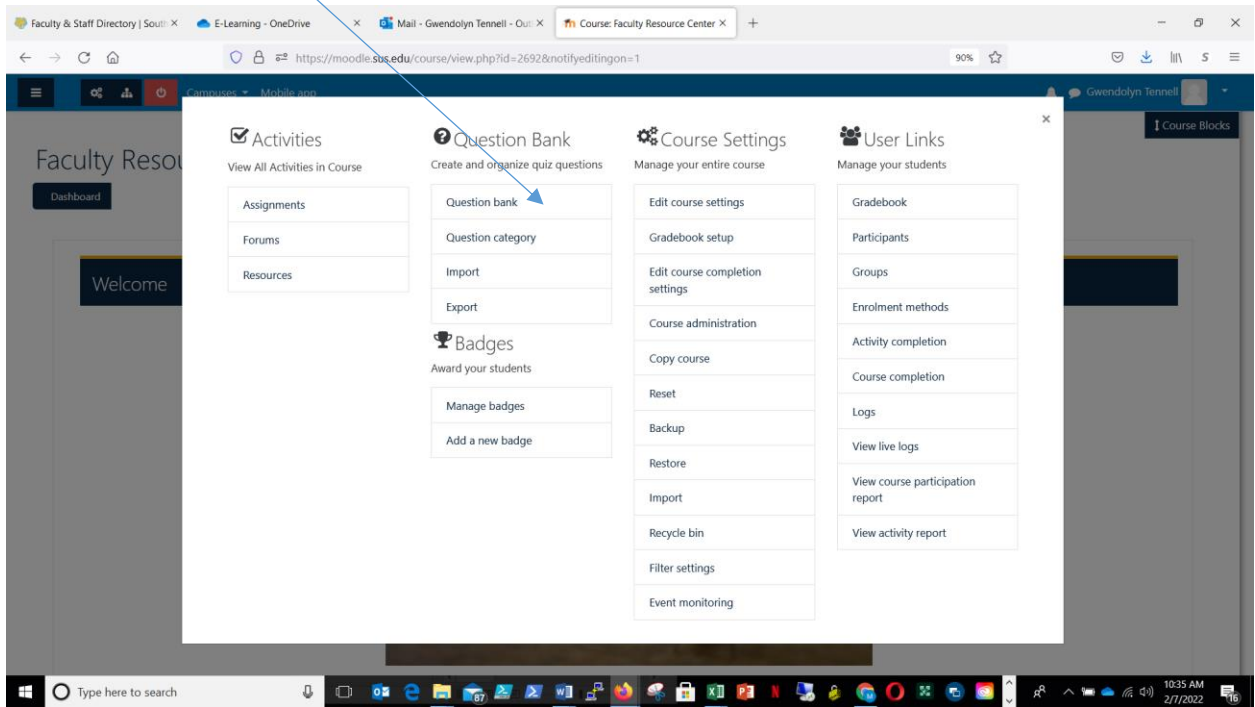 Faculty & Staff Directory | South
E-Learning - OneDrive
Mail - Gwendolyn Tennell - Out
Course: Faculty Resource Center
https://moodle.sus.edu/course/view.php?id=2692&notifyeditingon=1
90%
Campuses
Mobile app
Gwendolyn Tennell
Course Blocks
Faculty Resou
Dashboard
Welcome
Activities
View All Activities in Course
Assignments
Forums
Resources
Question Bank
Create and organize quiz questions
Question bank
Question category
Import
Export
Badges
Award your students
Manage badges
Add a new badge
Course Settings
Manage your entire course
Edit course settings
Gradebook setup
Edit course completion
settings
Course administration
Copy course
Reset
Backup
Restore
Import
Recycle bin
Filter settings
Event monitoring
User Links
Manage your students
Gradebook
Participants
Groups
Enrolment methods
Activity completion
Course completion
Logs
View live logs
View course participation
report
View activity report
Type here to search
67
10:35 AM
2/7/2022
16